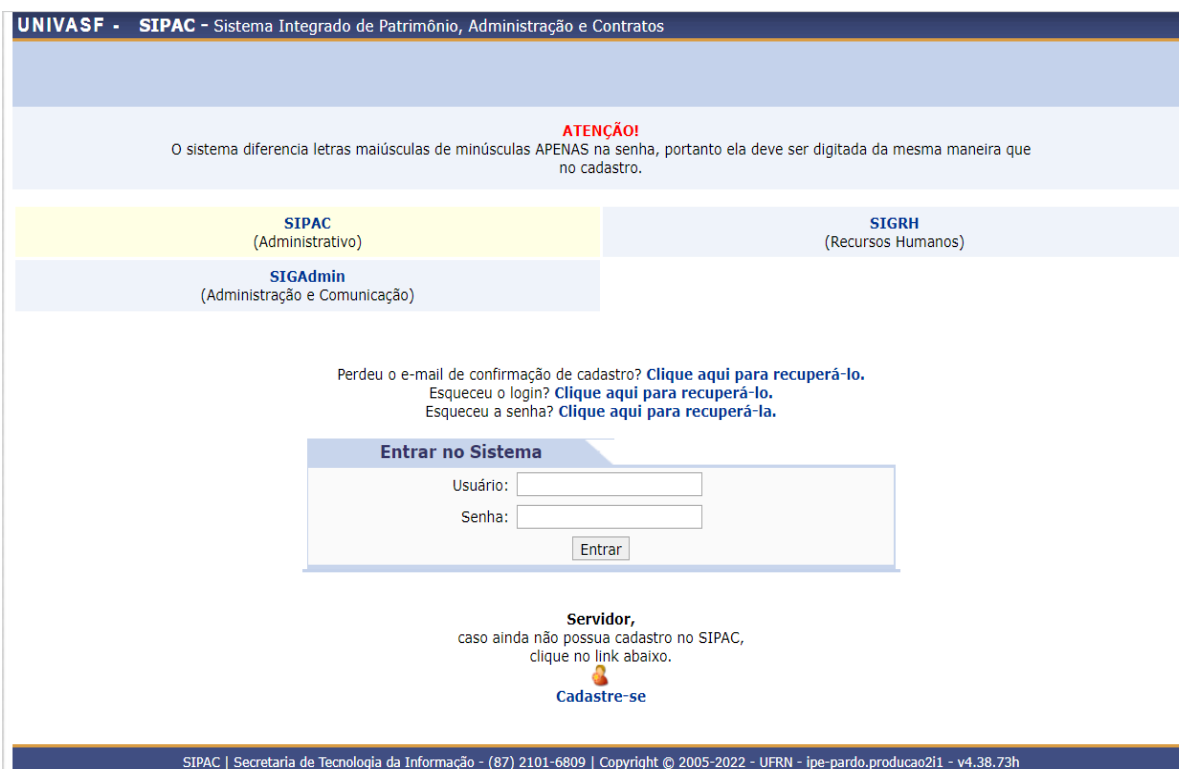 UNIVASF - SIPAC - Sistema Integrado de Patrimônio, Administração e Contratos
ATENÇÃO!
O sistema diferencia letras maiúsculas de minúsculas APENAS na senha, portanto ela deve ser digitada da mesma maneira que
no cadastro.
SIPAC
(Administrativo)
SIGRH
(Recursos Humanos)
SIGAdmin
(Administração e Comunicação)
Perdeu o e-mail de confirmação de cadastro? Clique aqui para recuperá-lo.
Esqueceu o login? Clique aqui para recuperá-lo.
Esqueceu a senha? Clique aqui para recuperá-la.
Entrar no Sistema
Usuário:
Senha:
Entrar
Servidor,
caso ainda não possua cadastro no SIPAC,
clique no link abaixo.
Cadastre-se
SIPAC | Secretaria de Tecnologia da Informação - (87) 2101-6809 | Copyright © 2005-2022 - UFRN - ipe-pardo.producao2i1 - v4.38.73h